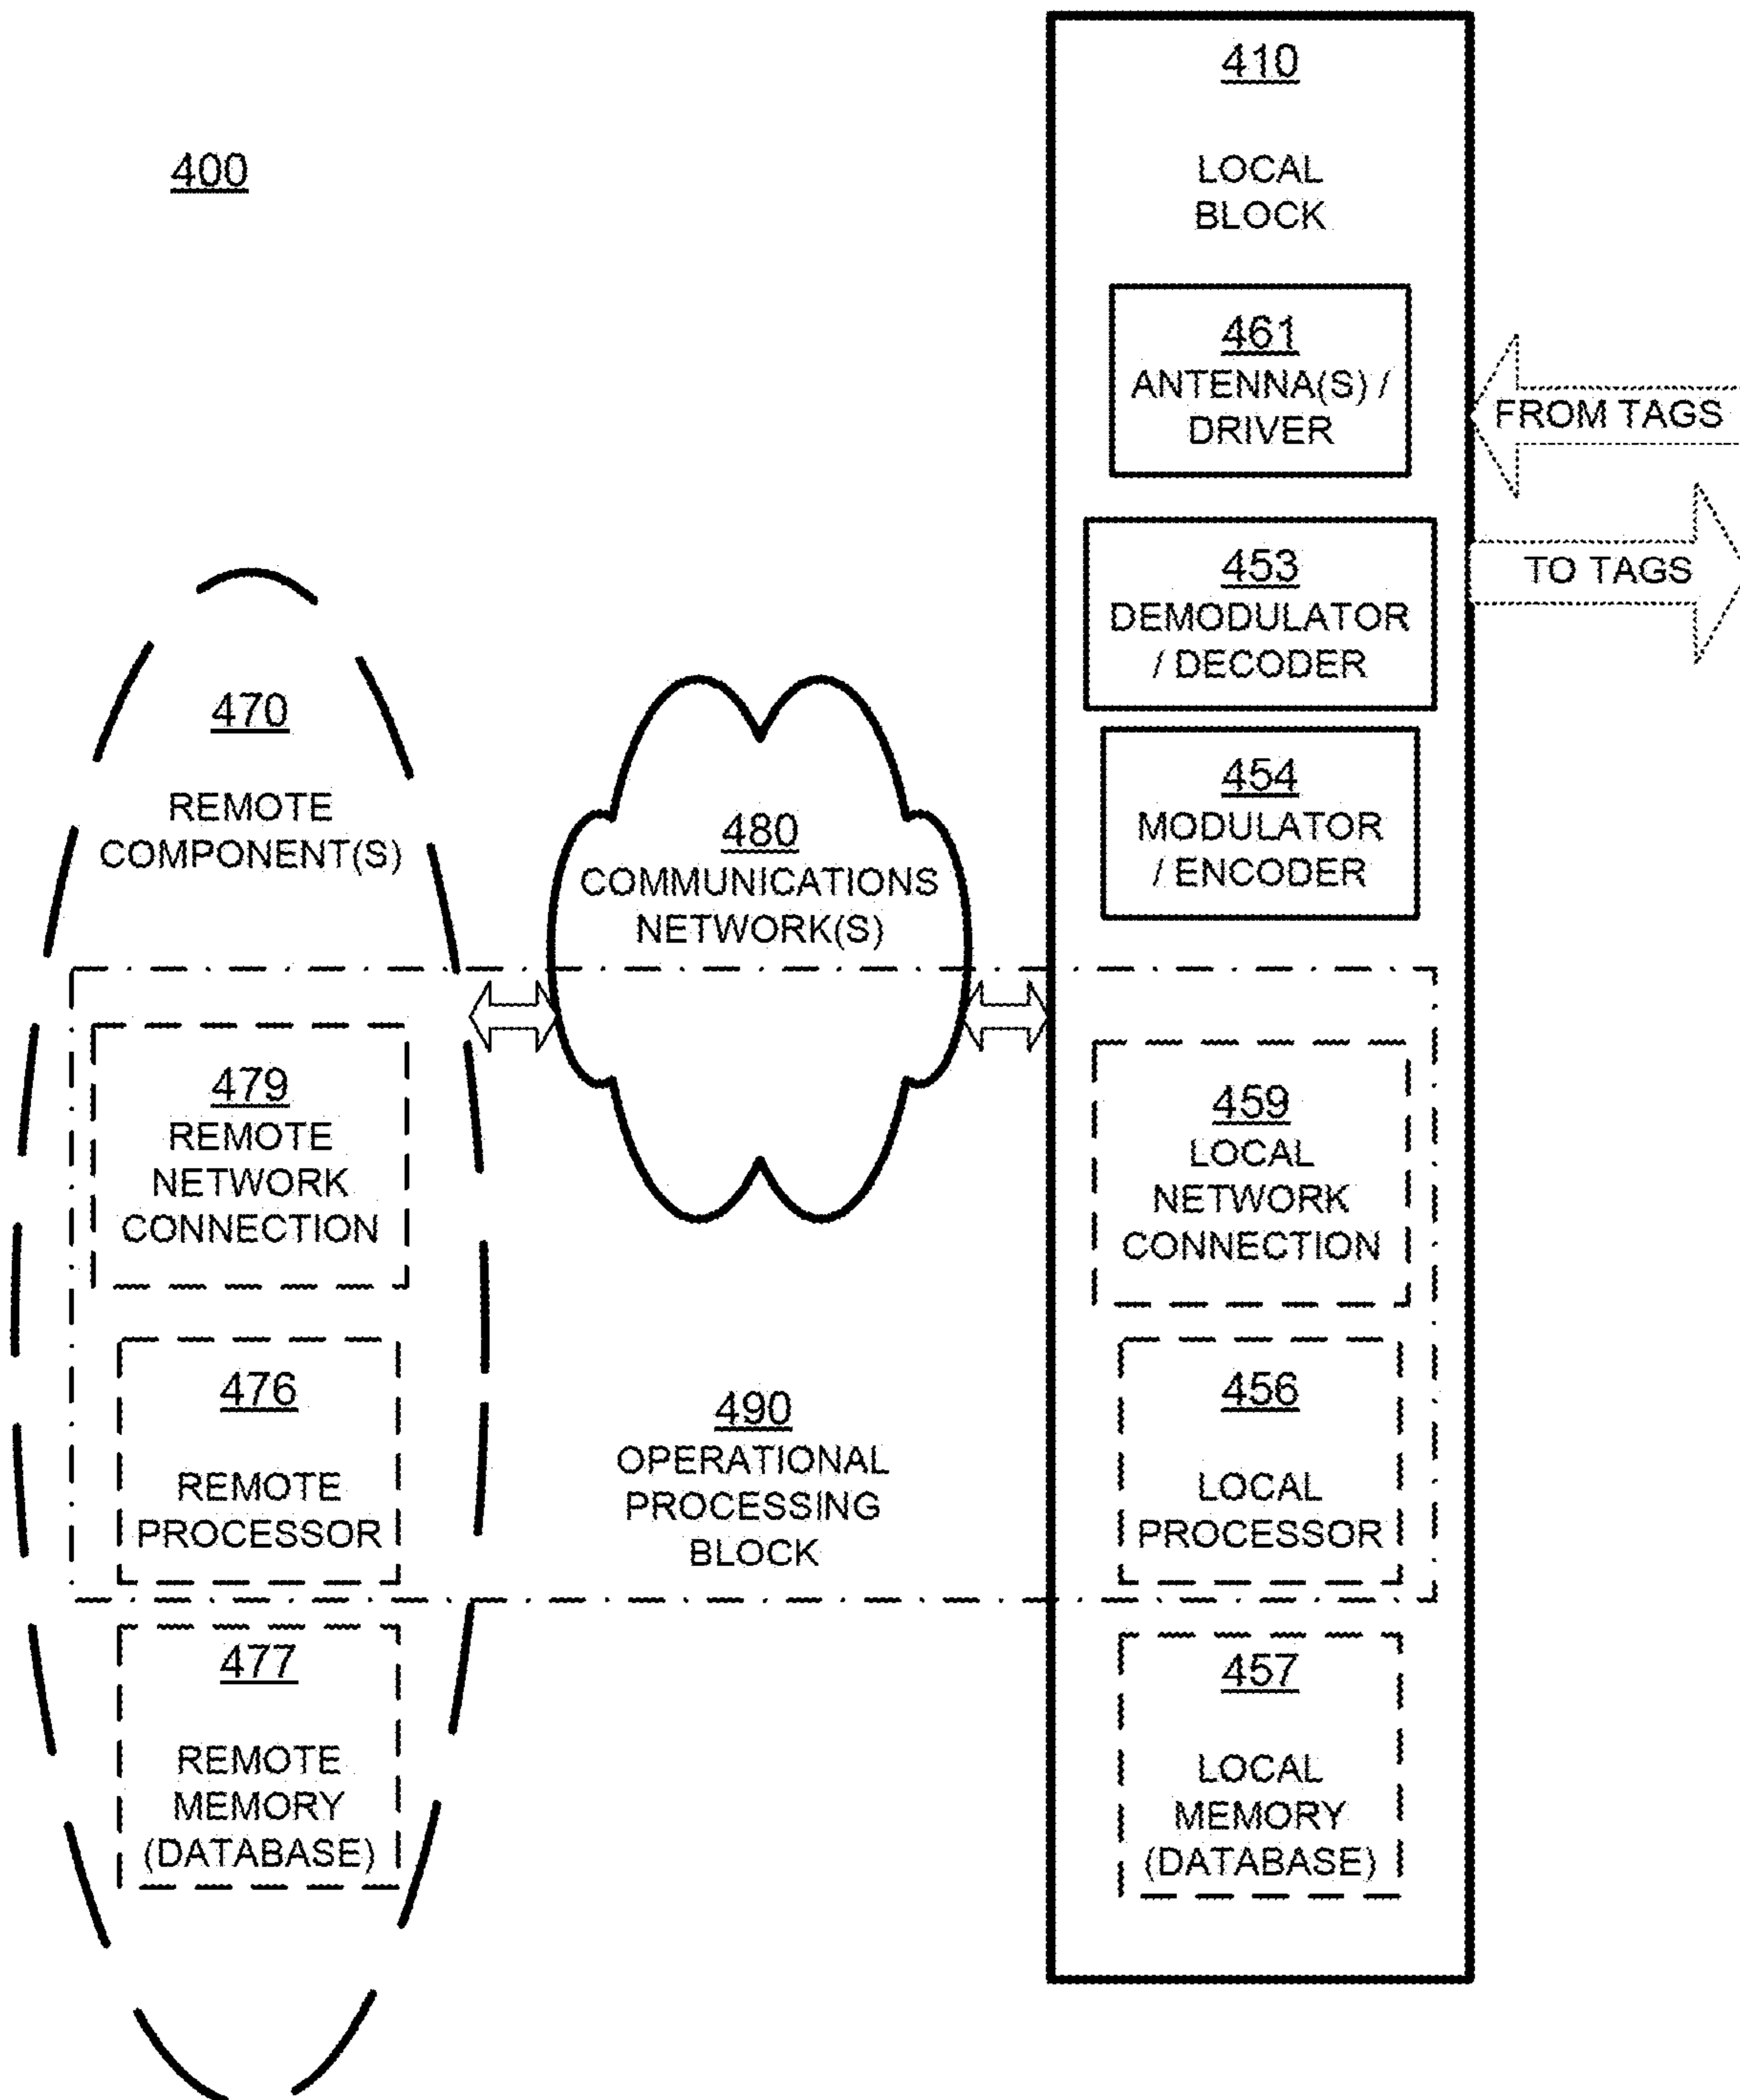 400
410
LOCAL
BLOCK
461
ANTENNA(S) /
DRIVER
FROM TAGS
453
DEMODULATOR
/ DECODER
TO TAGS
454
MODULATOR
/ ENCODER
470
REMOTE
COMPONENT(S)
480
COMMUNICATIONS
NETWORK(S)
479
REMOTE
NETWORK
CONNECTION
459
LOCAL
NETWORK
CONNECTION
476
REMOTE
PROCESSOR
490
OPERATIONAL
PROCESSING
BLOCK
456
LOCAL
PROCESSOR
477
REMOTE
MEMORY
(DATABASE)
457
LOCAL
MEMORY
(DATABASE)